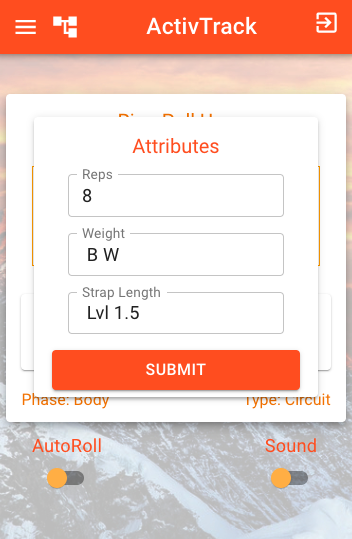 ActivTrack
Attributes
Reps
8
Weight
B W
Strap Length
Lvl 1.5
SUBMIT
Phase: Body
Type: Circuit
AutoRoll
Sound